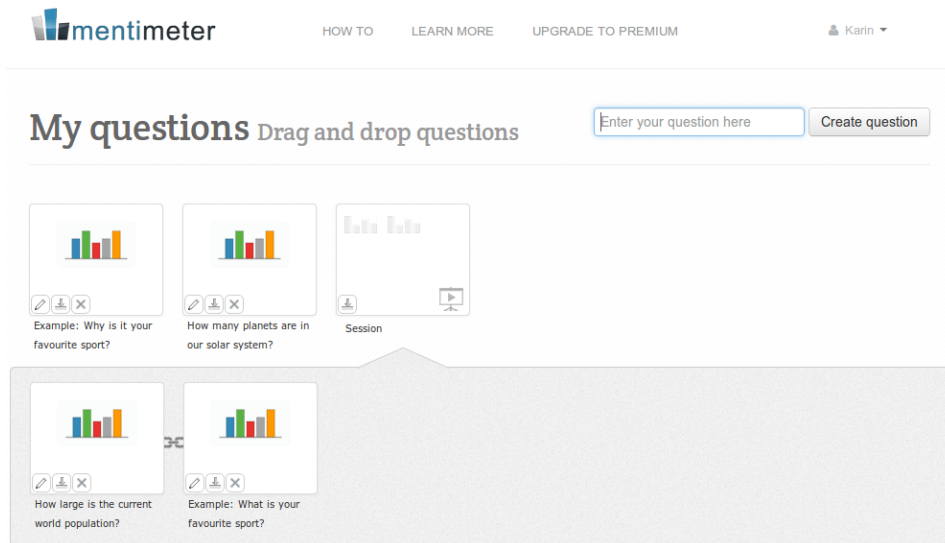 mentimeter
HOW TO
LEARN MORE
UPGRADE TO PREMIUM
Karin
My questions Drag and drop questions
Enter your question here
Create question
Example: Why is it your
favourite sport?
How many planets are in
our solar system?
Session
How large is the current
world population?
Example: What is your
favourite sport?